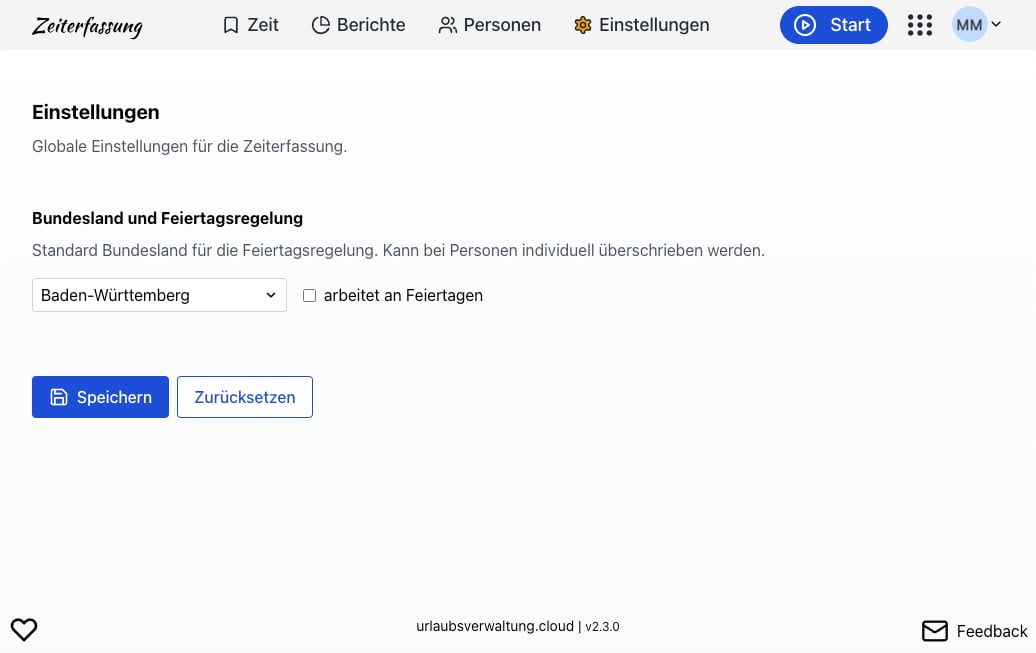 Zeiterfassung
Zeit
Berichte
Personen
Einstellungen
Start
MM
Einstellungen
Globale Einstellungen für die Zeiterfassung.
Bundesland und Feiertagsregelung
Standard Bundesland für die Feiertagsregelung. Kann bei Personen individuell überschrieben werden.
Baden-Württemberg
arbeitet an Feiertagen
Speichern
Zurücksetzen
urlaubsverwaltung.cloud | v2.3.0
Feedback